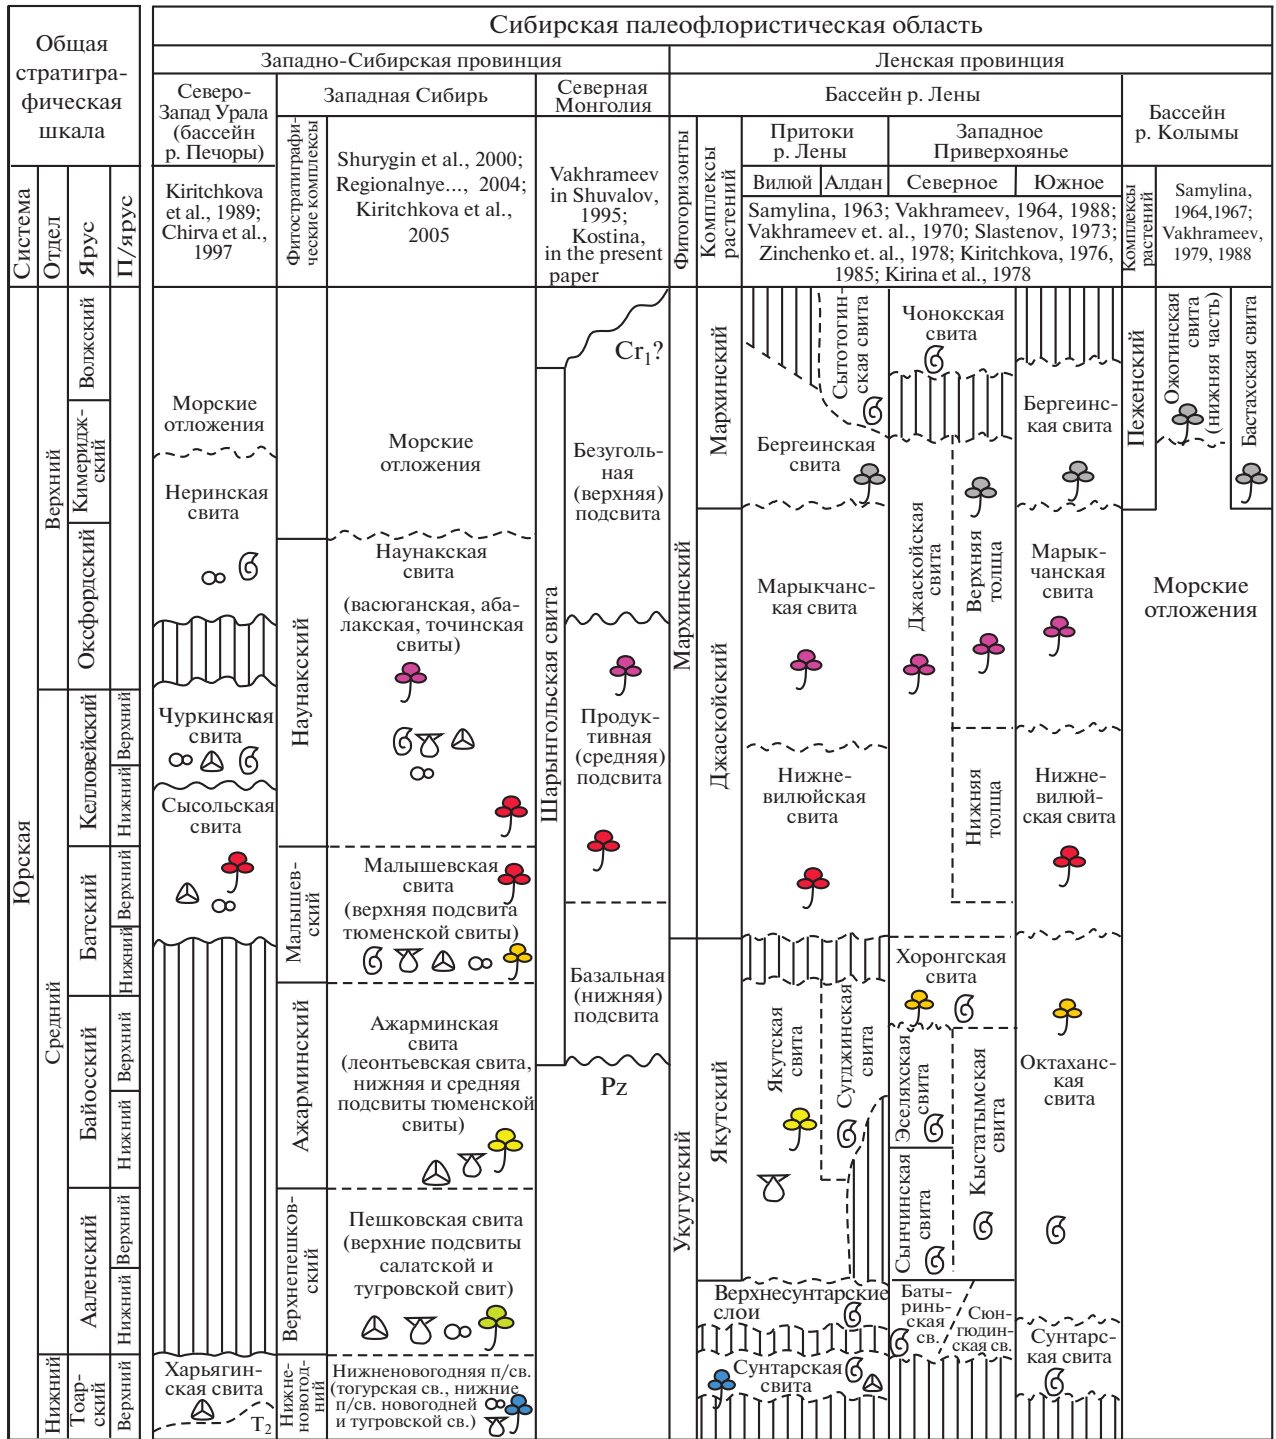 Общая
стратигра-
фическая
шкала
Сибирская палеофлористическая область
Западно-Сибирская провинция
Ленская провинция
Северо-
Запад Урала
(бассейн
р. Печоры)
Западная Сибирь
Северная
Монголия
Бассейн р. Лены
Бассейн
р. Колымы
Фитостратиграфи-
ческие комплексы
Shurygin et al., 2000;
Regionalnye..., 2004;
Kiritchkova et al.,
2005
Vakhrameev
in Shuvalov,
1995;
Kostina,
in the present
paper
Фитогоризонты
Комплексы
растений
Притоки
р. Лены
Западное
Приверхоянье
Вилюй
Алдан
Северное
Южное
Система
Отдел
Ярус
П/ярус
Kiritchkova
et al., 1989;
Chirva et al.,
1997
Samylina, 1963; Vakhrameev, 1964, 1988;
Vakhrameev et. al., 1970; Slastenov, 1973;
Zinchenko et. al., 1978; Kiritchkova, 1976,
1985; Kirina et al., 1978
Комплексы
растений
Samylina,
1964,1967;
Vakhrameev,
1979, 1988
Юрская
Верхний
Средний
Нижний
Волжский
Кимеридж-
ский
Оксфордский
Келловейский
Батский
Байосский
Ааленский
Тоар-
ский
Верхний
Нижний
Верхний
Нижний
Верхний
Нижний
Верхний
Нижний
Верхний
Морские
отложения
Неринская
свита
Чуркинская
свита
Сысольская
свита
Харьягин-
ская свита
T2
Наунакский
Малышев-
ский
Ажарминский
Верхнепешков-
ский
Нижне-
новогод-
ний
Морские
отложения
Наунакская
свита
(васюганская, аба-
лакская, точинская
свиты)
Малышевская
свита
(верхняя подсвита
тюменской свиты)
Ажарминская
свита
(леонтьевская свита,
нижняя и средняя
подсвиты тюменской
свиты)
Пешковская свита
(верхние подсвиты
салатской и
тугровской свит)
Нижненовогодняя п/св.
(тогурская св., нижние
п/св. новогодней
и тугровской св.)
Шарынгольская свита
Cr1?
Безуголь-
ная
(верхняя)
подсвита
Продук-
тивная
(средняя)
подсвита
Базальная
(нижняя)
подсвита
Pz
Мархинский
Укугутский
Мархинский
Джаскойский
Якутский
Сытотогин-
ская свита
Бергеинская
свита
Марыкчанс-
кая свита
Нижне-
вилюйская
свита
Якутская
свита
Сугджинская
свита
Верхнесунтарские
слои
Сунтарская
свита
Чонокская
свита
Джаскойская
свита
Верхняя
толща
Нижняя
толща
Хоронгская
свита
Эселяхская
свита
Сынчинская
свита
Кыстатымская
свита
Баты-
ринь-
ская
св.
Сюн-
гюдин-
ская св.
Бергеинс-
кая свита
Марык-
чанская
свита
Нижне-
вилюй-
ская свита
Октаханс-
кая
свита
Сунтарс-
кая свита
Пеженский
Ожогинская
свита
(нижняя часть)
Бастахская свита
Морские
отложения